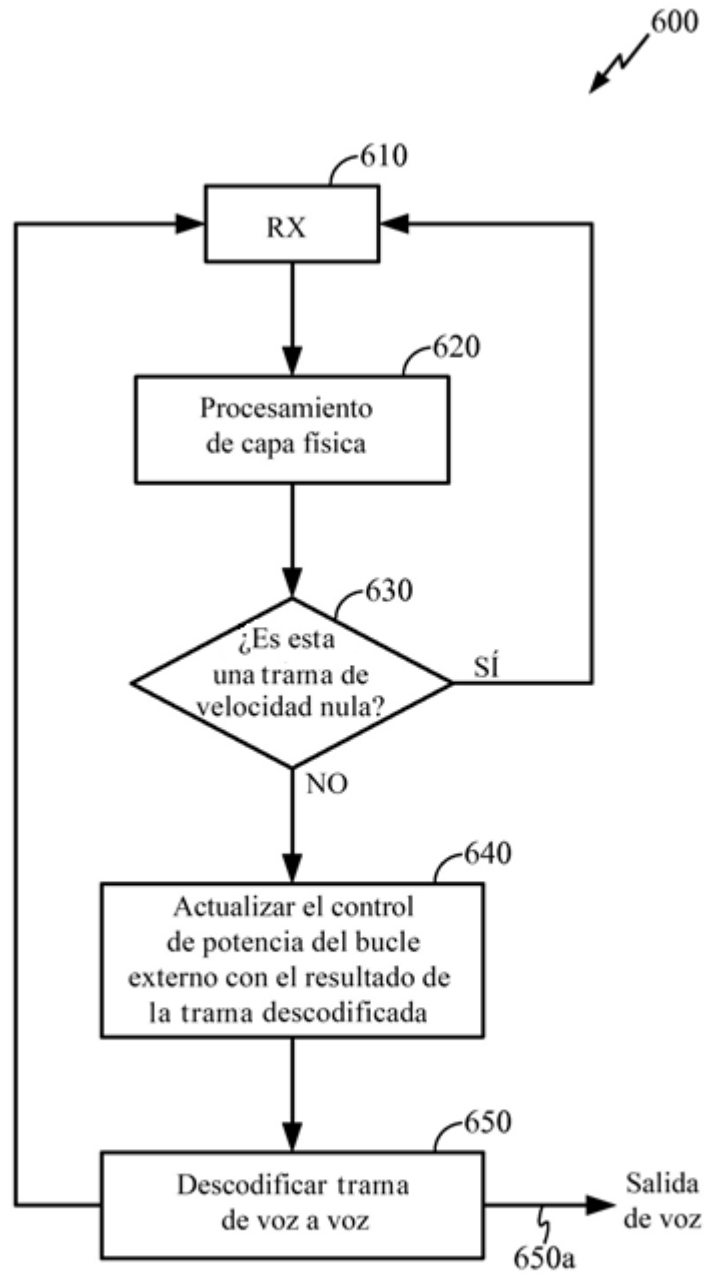 600
610
RX
620
Procesamiento
de capa física
630
¿Es esta
una trama de
velocidad nula?
SÍ
NO
640
Actualizar el control
de potencia del bucle
externo con el resultado de
la trama descodificada
650
Descodificar trama
de voz a voz
650a
Salida
de voz